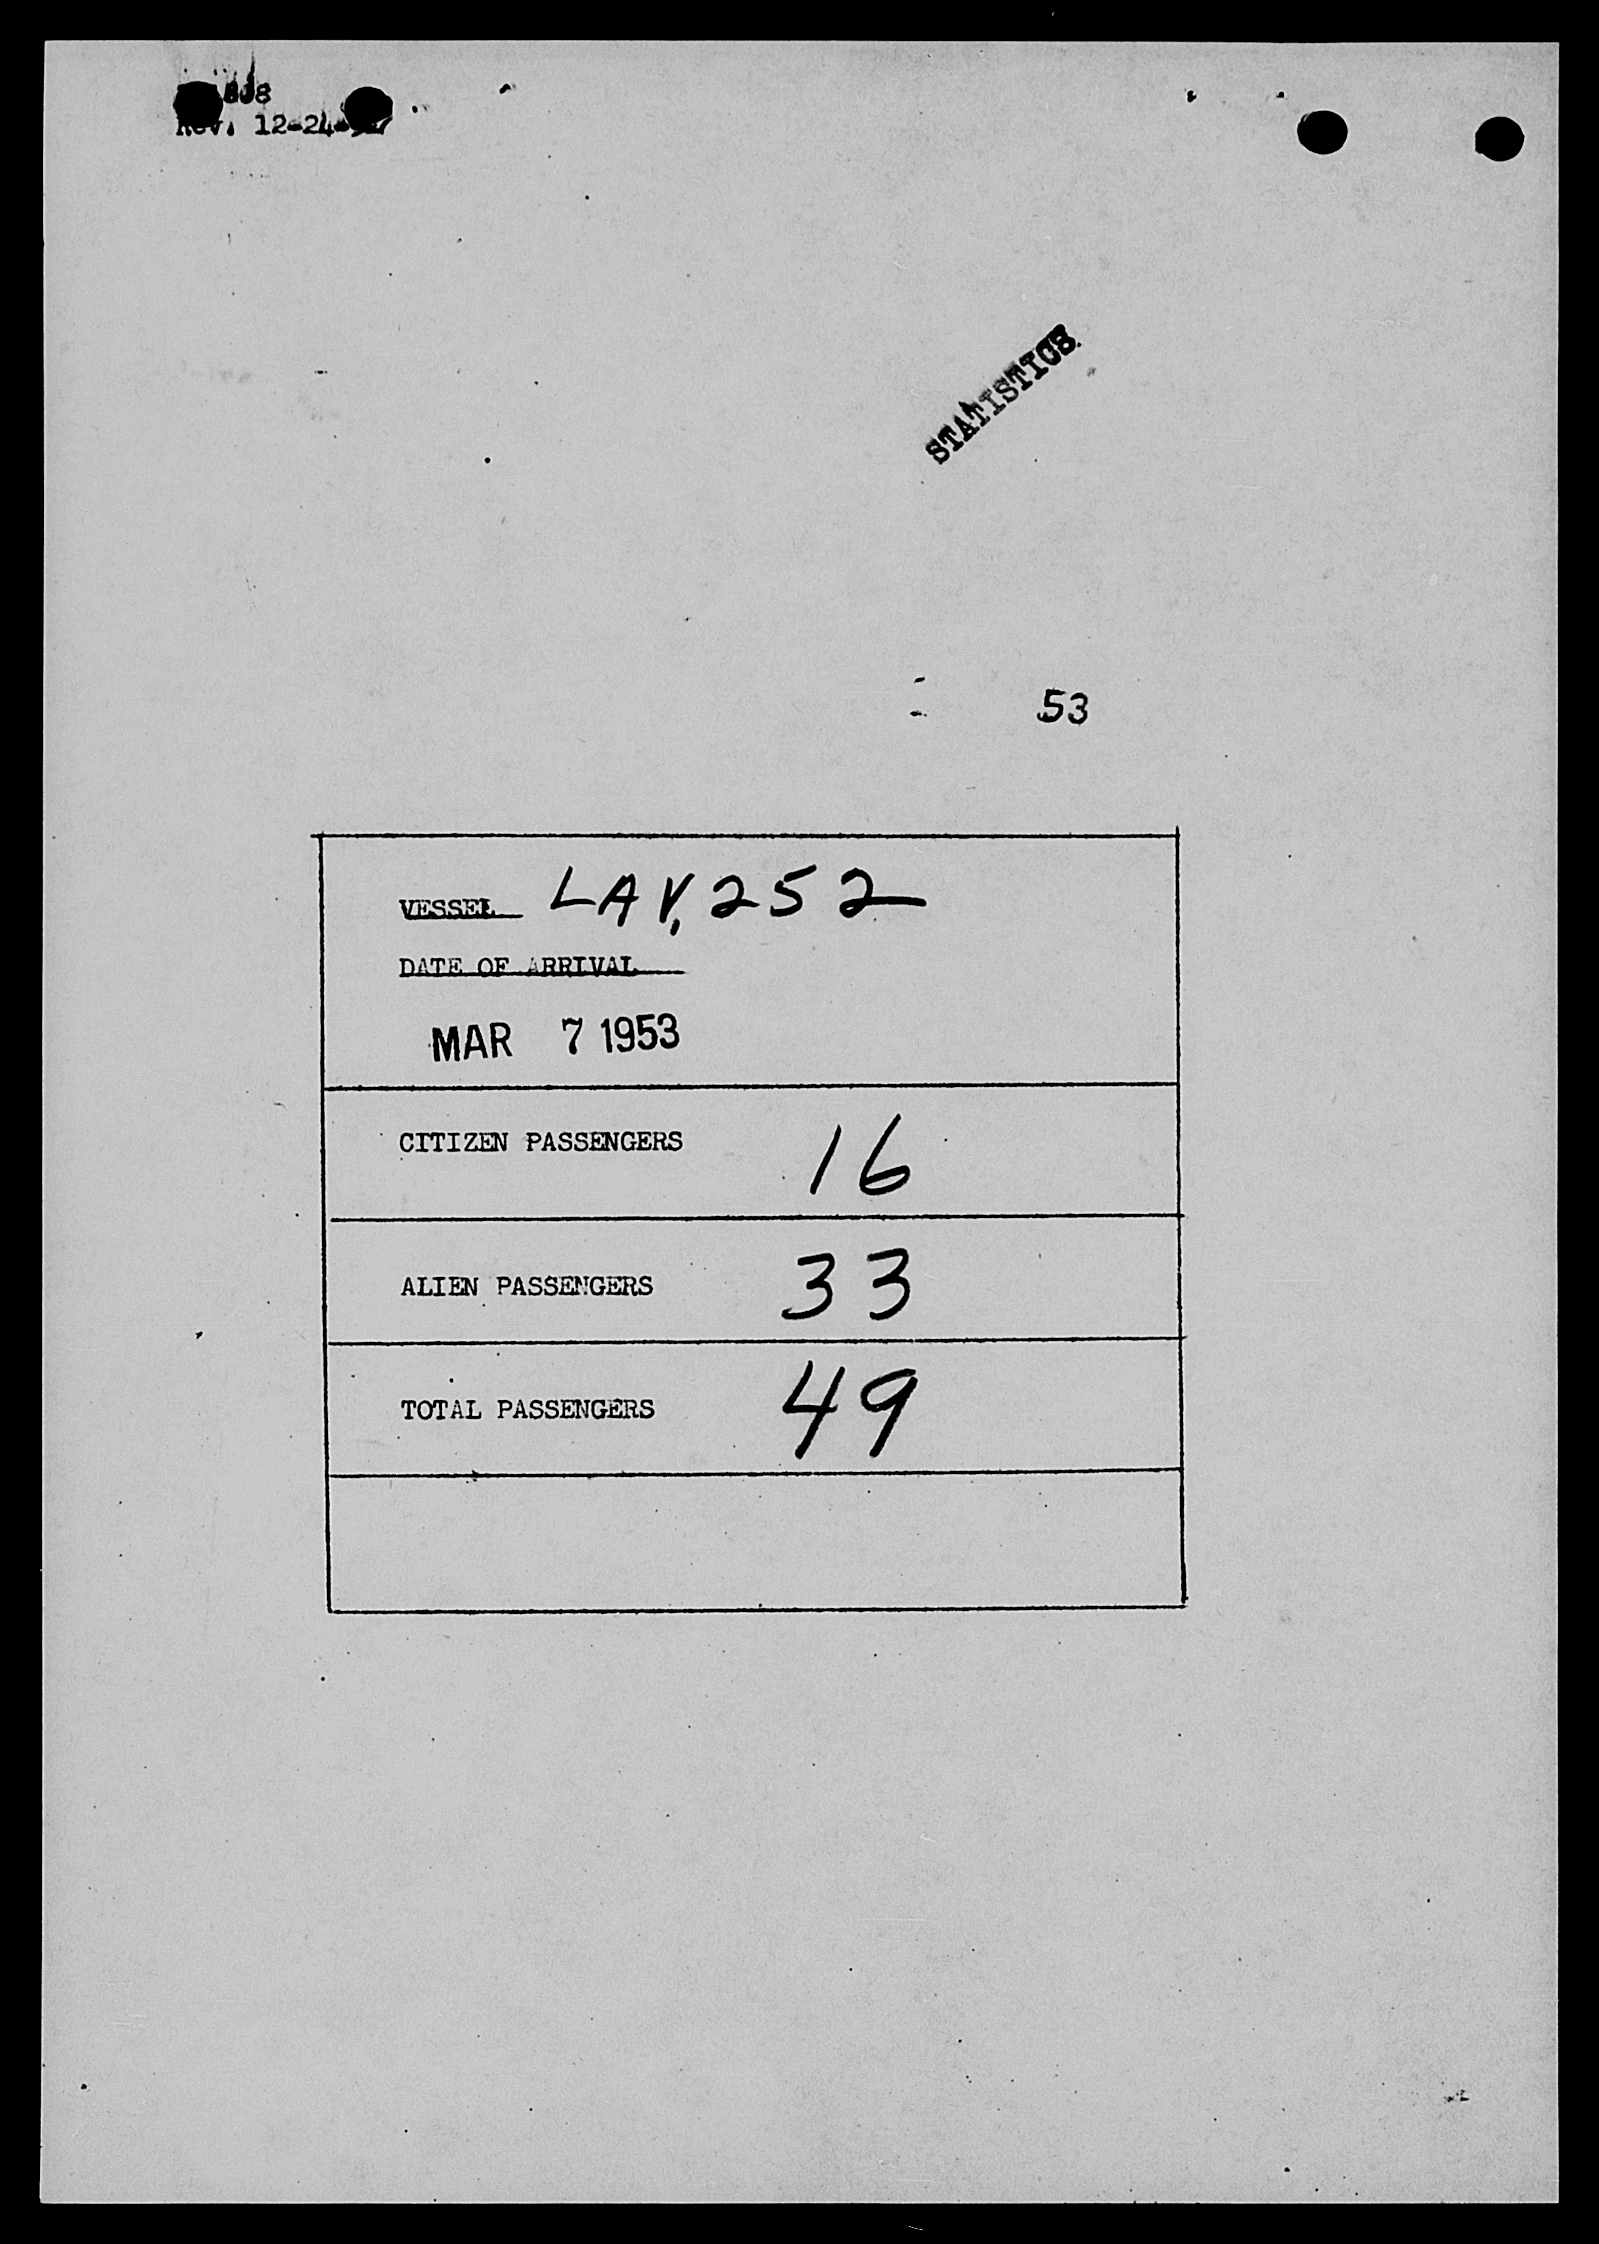 Rev. 12-24-
STATISTICS
53
VESSEL LAV. 252
DATE OF ARRIVAL
MAR 7 1953
CITIZEN PASSENGERS 16
ALIEN PASSENGERS 33
TOTAL PASSENGERS 49